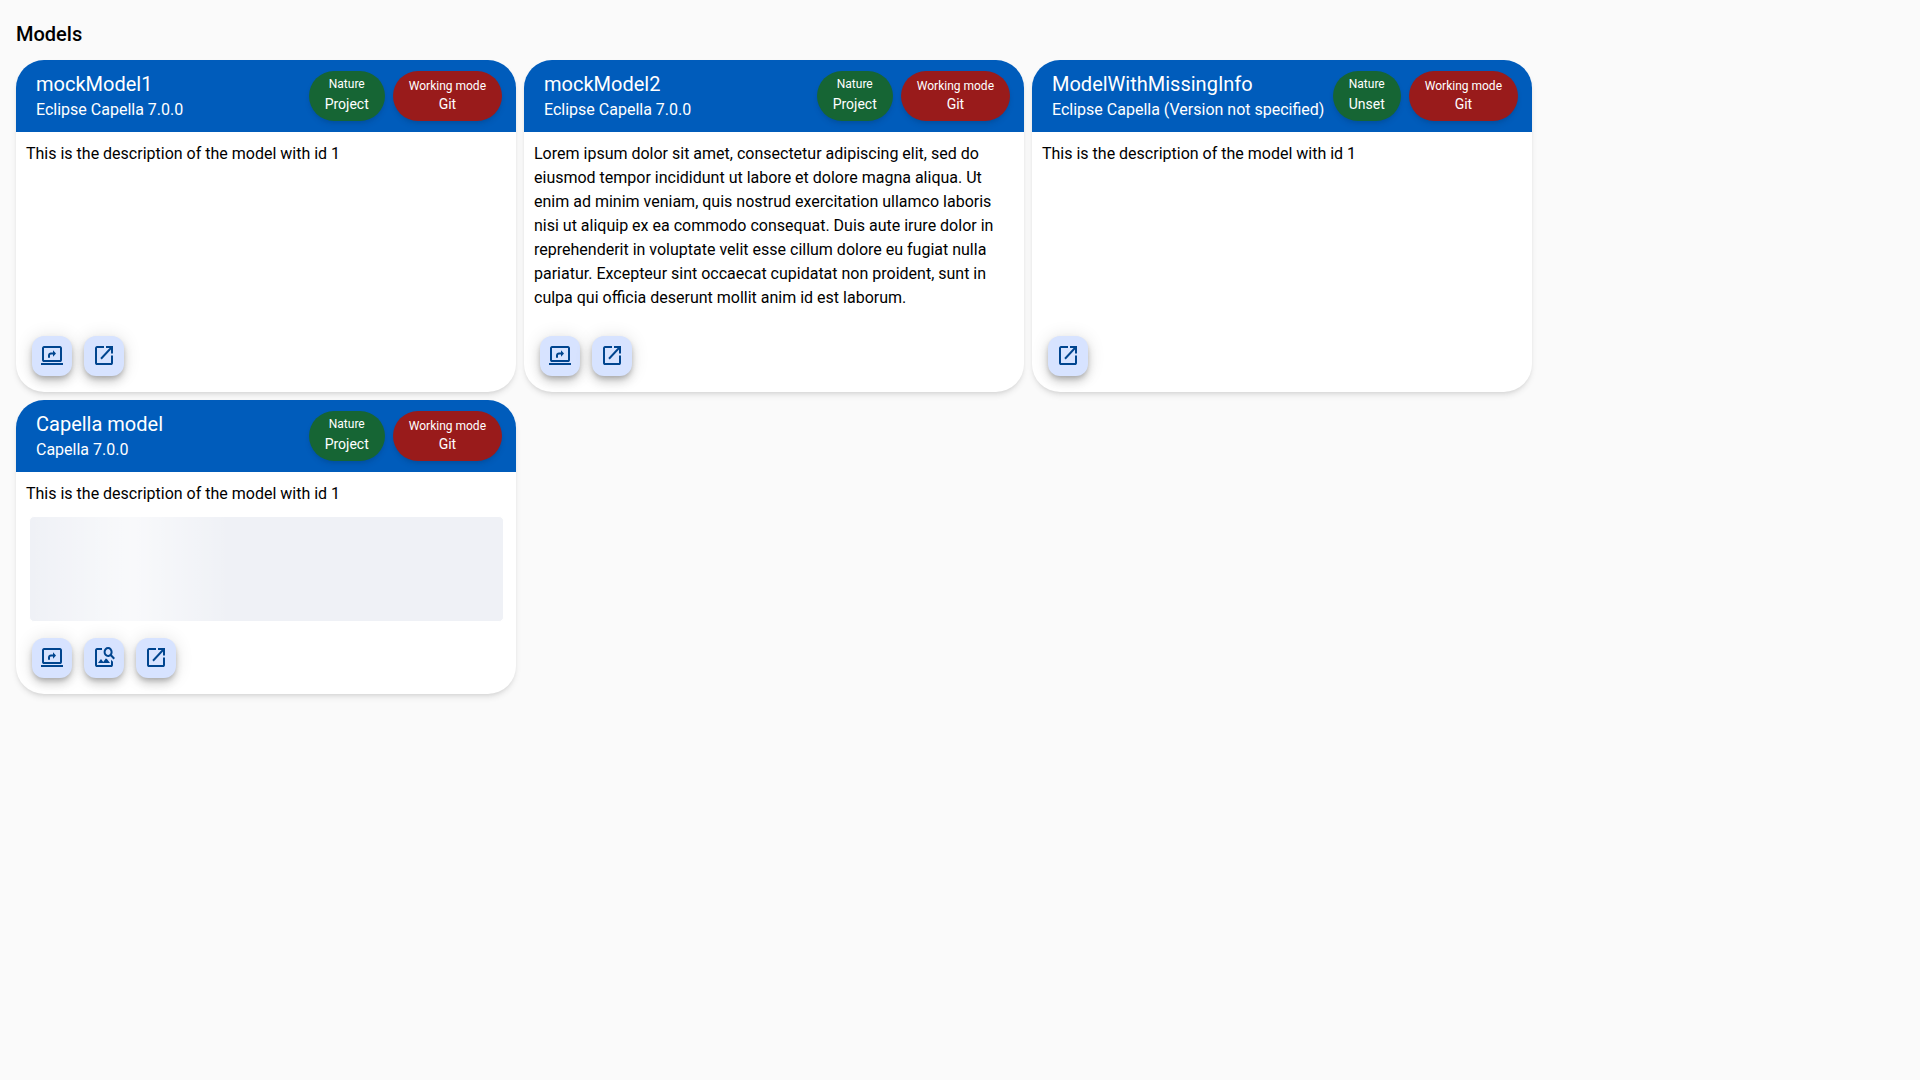 Models
mockModel1
Eclipse Capella 7.0.0
Nature
Project
Working mode
Git
This is the description of the model with id 1
mockModel2
Eclipse Capella 7.0.0
Nature
Project
Working mode
Git
Lorem ipsum dolor sit amet, consectetur adipiscing elit, sed do
eiusmod tempor incididunt ut labore et dolore magna aliqua. Ut
enim ad minim veniam, quis nostrud exercitation ullamco laboris
nisi ut aliquip ex ea commodo consequat. Duis aute irure dolor in
reprehenderit in voluptate velit esse cillum dolore eu fugiat nulla
pariatur. Excepteur sint occaecat cupidatat non proident, sunt in
culpa qui officia deserunt mollit anim id est laborum.
ModelWithMissingInfo
Eclipse Capella (Version not specified)
Nature
Unset
Working mode
Git
This is the description of the model with id 1
Capella model
Capella 7.0.0
Nature
Project
Working mode
Git
This is the description of the model with id 1